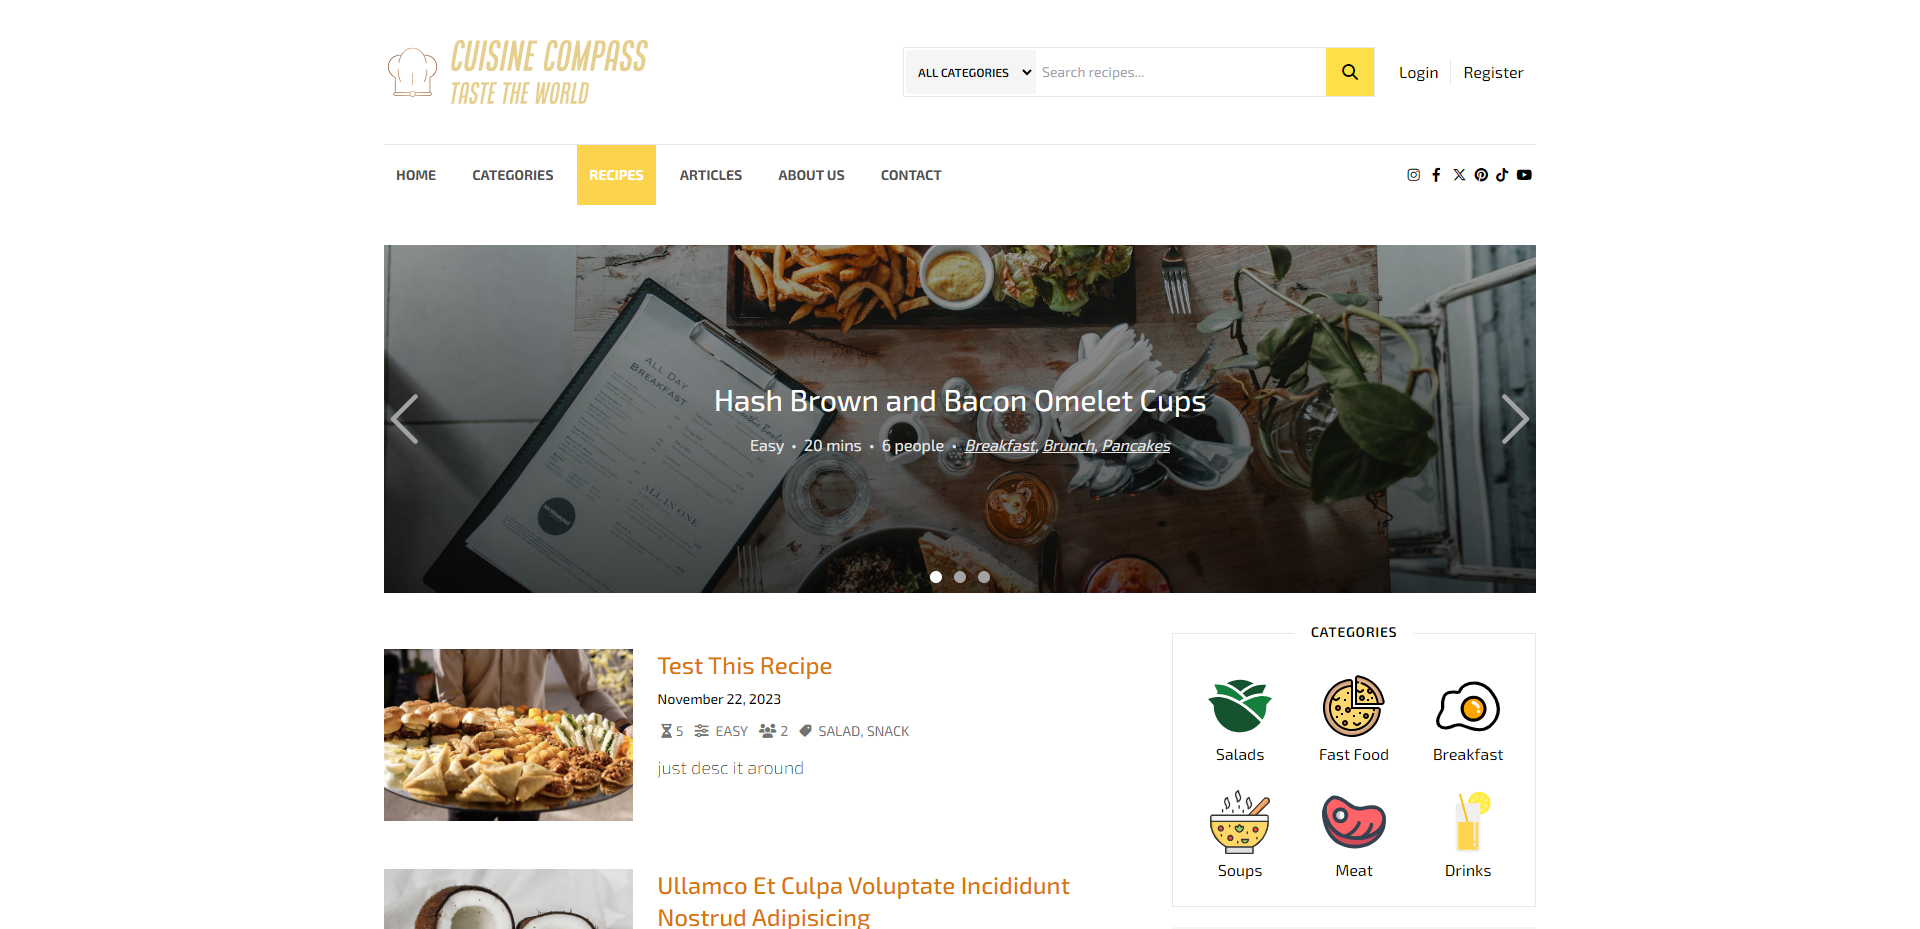 CUISINE COMPASS
TASTE THE WORLD
ALL CATEGORIES
Search recipes...
Login
Register
HOME
CATEGORIES
RECIPES
ARTICLES
ABOUT US
CONTACT
ALL DAY
BREAKFAST
Hash Brown and Bacon Omelet Cups
Easy • 20 mins • 6 people • Breakfast, Brunch, Pancakes
ALL IN ONE
Test This Recipe
November 22, 2023
5 EASY 2 SALAD, SNACK
just desc it around
Ullamco Et Culpa Voluptate Incididunt
Nostrud Adipisicing
CATEGORIES
Salads
Fast Food
Breakfast
Soups
Meat
Drinks